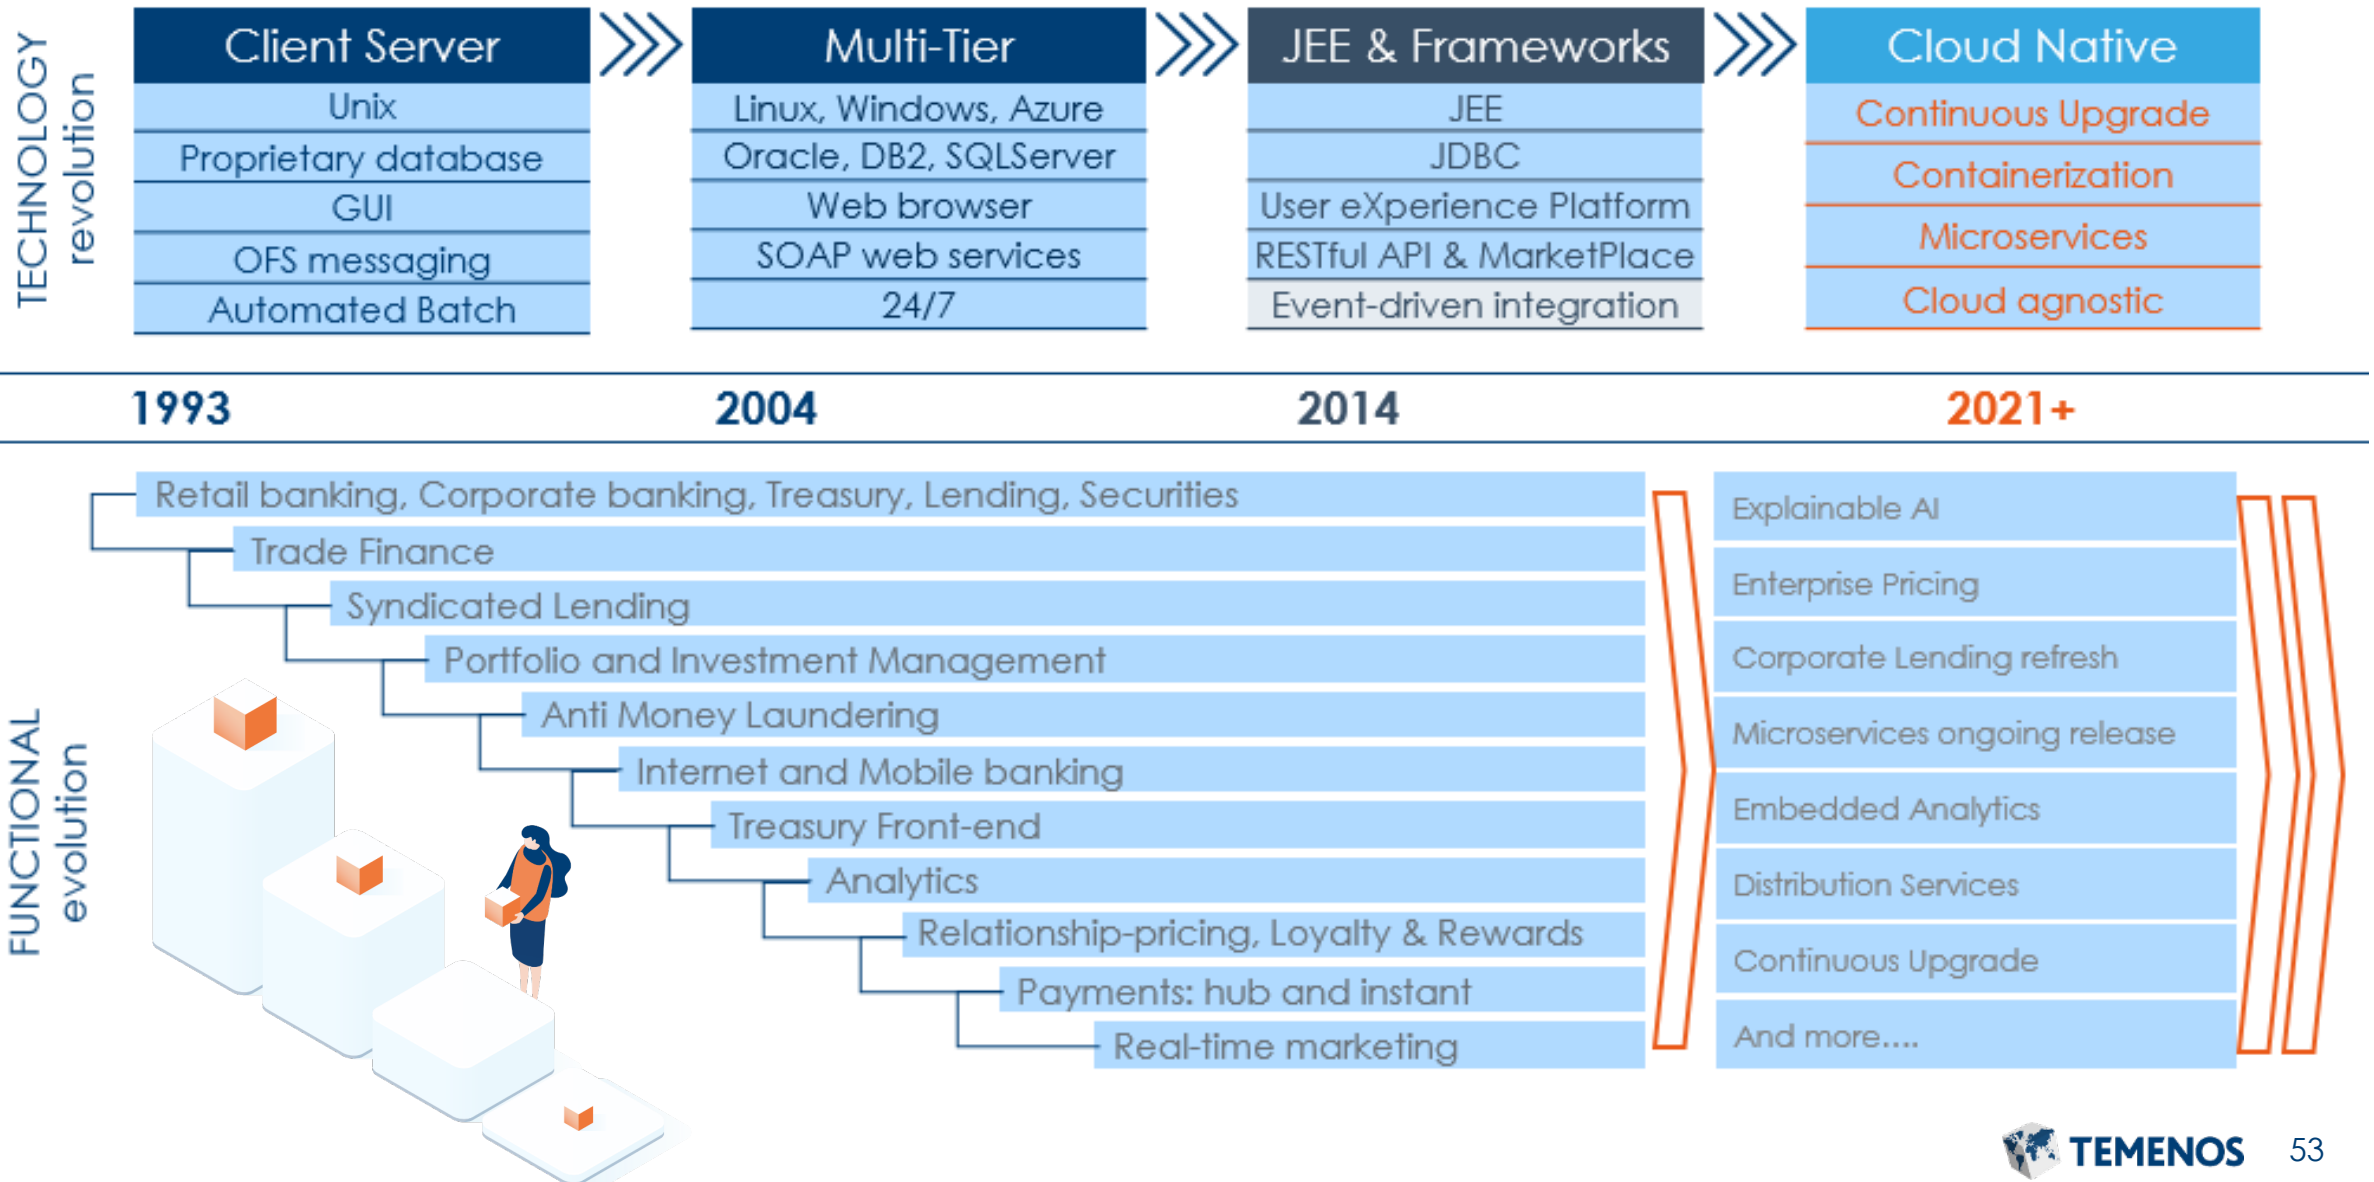 TECHNOLOGY
revolution
Client Server
Unix
Proprietary database
GUI
OFS messaging
Automated Batch
Multi-Tier
Linux, Windows, Azure
Oracle, DB2, SQLServer
Web browser
SOAP web services
24/7
JEE & Frameworks
JEE
JDBC
User eXperience Platform
RESTful API & MarketPlace
Event-driven integration
Cloud Native
Continuous Upgrade
Containerization
Microservices
Cloud agnostic
1993
2004
2014
2021+
FUNCTIONAL
evolution
Retail banking, Corporate banking, Treasury, Lending, Securities
Trade Finance
Syndicated Lending
Portfolio and Investment Management
Anti Money Laundering
Internet and Mobile banking
Treasury Front-end
Analytics
Relationship-pricing, Loyalty & Rewards
Payments: hub and instant
Real-time marketing
Explainable AI
Enterprise Pricing
Corporate Lending refresh
Microservices ongoing release
Embedded Analytics
Distribution Services
Continuous Upgrade
And more....
TEMENOS
53